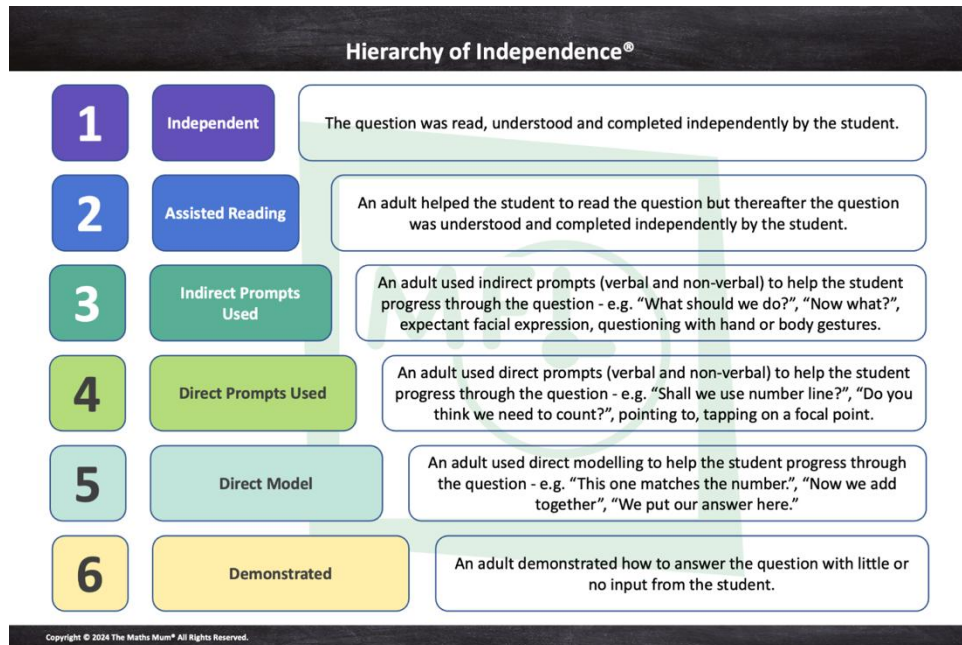 Hierarchy of Independence®
1
Independent
The question was read, understood and completed independently by the student.
2
Assisted Reading
An adult helped the student to read the question but thereafter the question
was understood and completed independently by the student.
3
Indirect Prompts
Used
An adult used indirect prompts (verbal and non-verbal) to help the student
progress through the question - e.g. “What should we do?”, “Now what?”,
expectant facial expression, questioning with hand or body gestures.
4
Direct Prompts Used
An adult used direct prompts (verbal and non-verbal) to help the student
progress through the question - e.g. “Shall we use number line?”, “Do you
think we need to count?”, pointing to, tapping on a focal point.
5
Direct Model
An adult used direct modelling to help the student progress through
the question - e.g. “This one matches the number.”, “Now we add
together”, “We put our answer here.”
6
Demonstrated
An adult demonstrated how to answer the question with little or
no input from the student.
Copyright © 2024 The Maths Mum® All Rights Reserved.